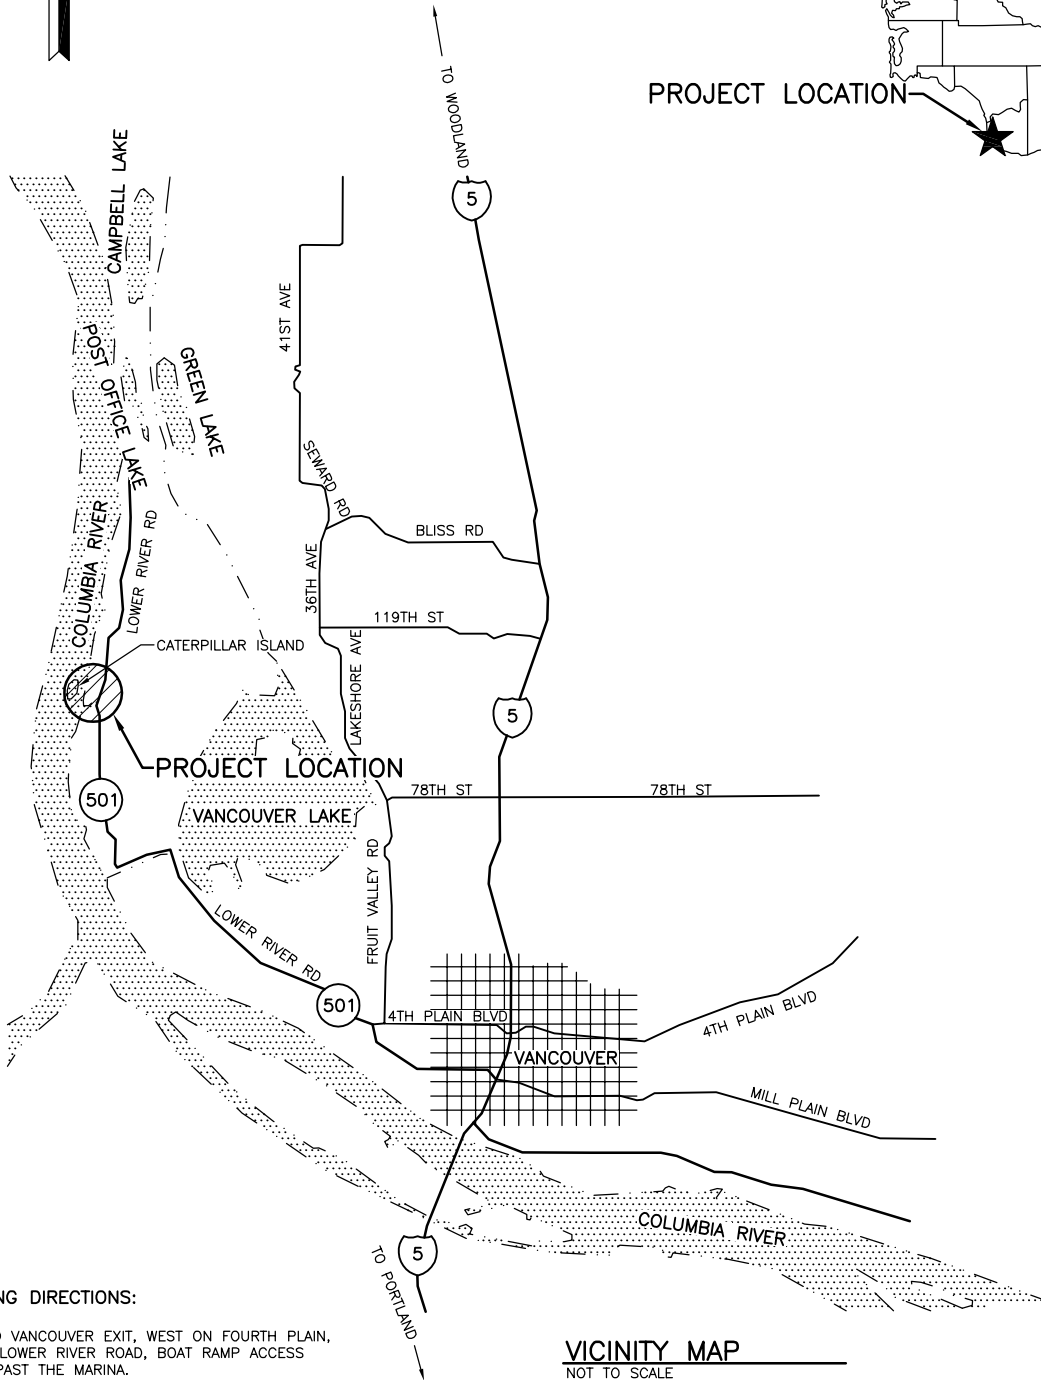 TO WOODLAND
PROJECT LOCATION
5
CAMPBELL LAKE
41ST AVE
POST OFFICE LAKE
GREEN LAKE
SEWARD RD
BLISS RD
COLUMBIA RIVER
LOWER RIVER RD
36TH AVE
119TH ST
CATERPILLAR ISLAND
LAKESHORE AVE
5
PROJECT LOCATION
501
78TH ST
78TH ST
VANCOUVER LAKE
FRUIT VALLEY RD
LOWER RIVER RD
501
4TH PLAIN BLVD
4TH PLAIN BLVD
VANCOUVER
MILL PLAIN BLVD
COLUMBIA RIVER
5
TO PORTLAND
NG DIRECTIONS:
VANCOUVER EXIT, WEST ON FOURTH PLAIN,
LOWER RIVER ROAD, BOAT RAMP ACCESS
PAST THE MARINA.
VICINITY MAP
NOT TO SCALE